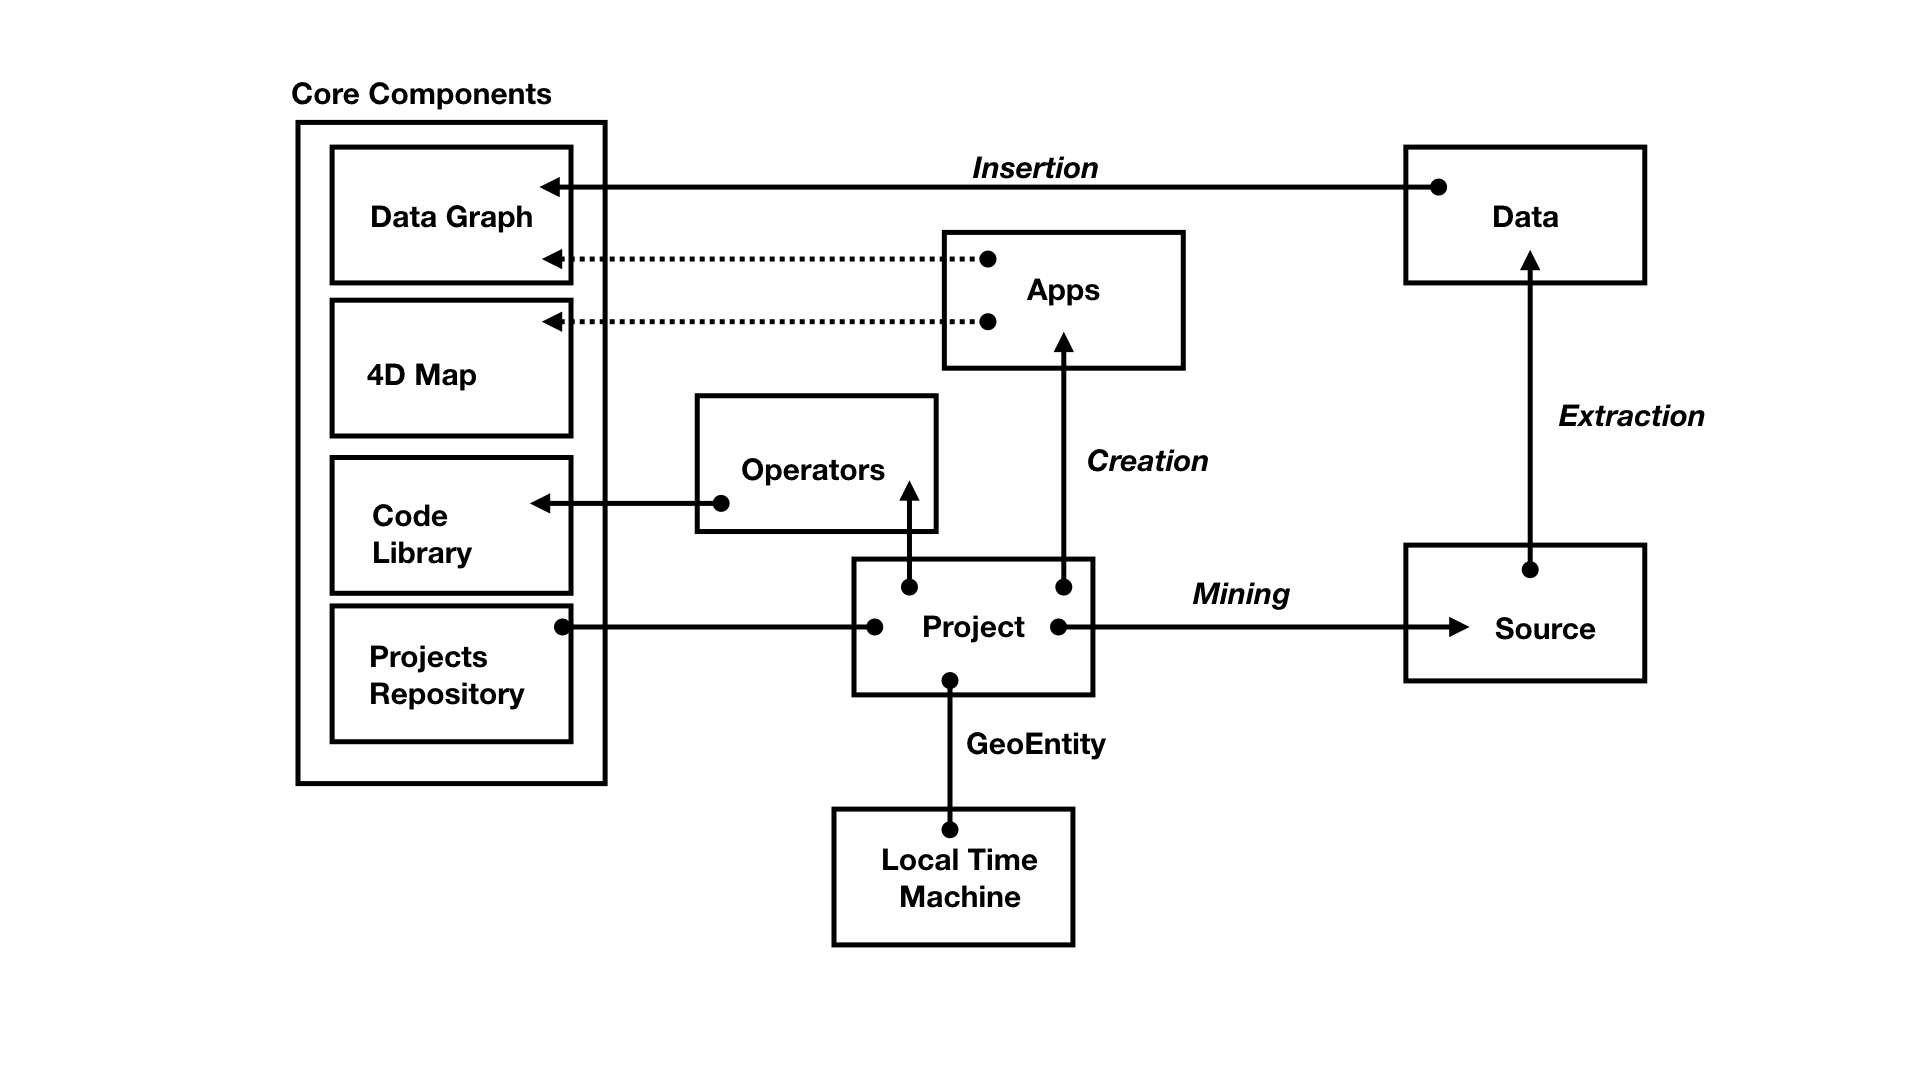 Core Components
Insertion
Data Graph
Data
Apps
4D Map
Extraction
Operators
Creation
Code
Library
Mining
Project
Source
Projects
Repository
GeoEntity
Local Time
Machine